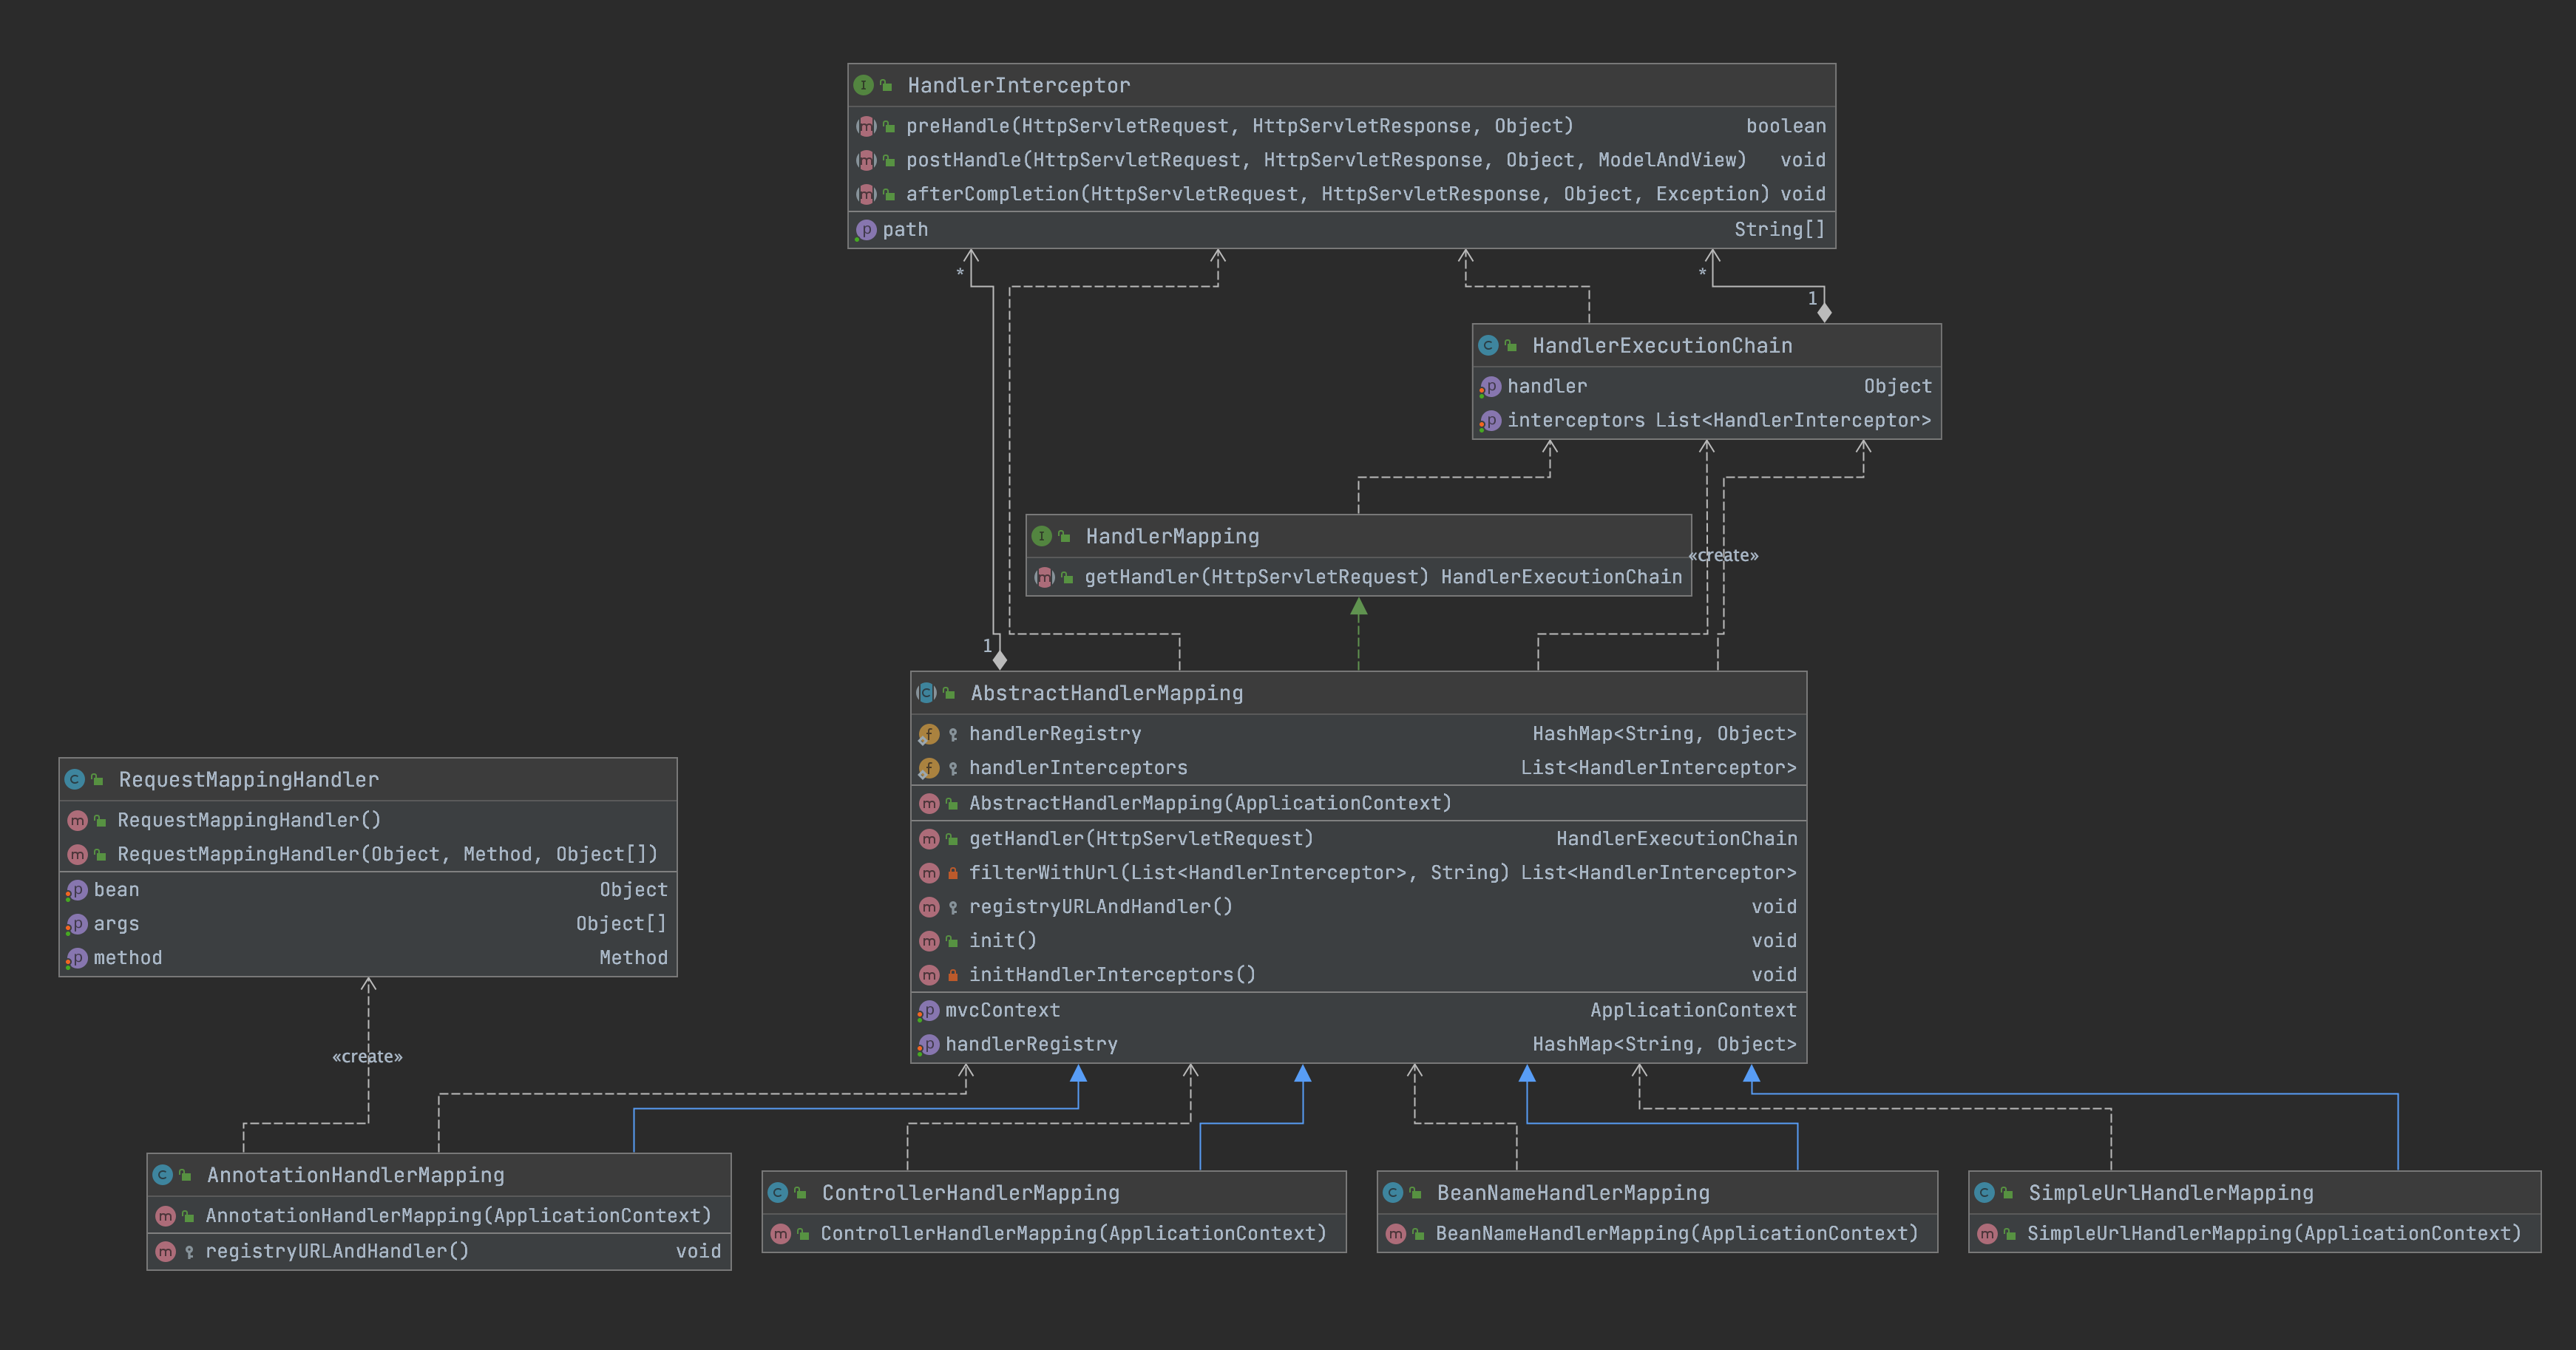 HandlerInterceptor
preHandle(HttpServletRequest, HttpServletResponse, Object) boolean
postHandle(HttpServletRequest, HttpServletResponse, Object, ModelAndView) void
afterCompletion(HttpServletRequest, HttpServletResponse, Object, Exception) void
path String[]
* *
1
HandlerExecutionChain
handler Object
interceptors List<HandlerInterceptor>
HandlerMapping
«create»
getHandler(HttpServletRequest) HandlerExecutionChain
1
AbstractHandlerMapping
handlerRegistry HashMap<String, Object>
handlerInterceptors List<HandlerInterceptor>
AbstractHandlerMapping(ApplicationContext)
getHandler(HttpServletRequest) HandlerExecutionChain
filterWithUrl(List<HandlerInterceptor>, String) List<HandlerInterceptor>
registryURLAndHandler() void
init() void
initHandlerInterceptors() void
mvcContext ApplicationContext
handlerRegistry HashMap<String, Object>
RequestMappingHandler
RequestMappingHandler()
RequestMappingHandler(Object, Method, Object[])
bean Object
args Object[]
method Method
«create»
AnnotationHandlerMapping
AnnotationHandlerMapping(ApplicationContext)
registryURLAndHandler() void
ControllerHandlerMapping
ControllerHandlerMapping(ApplicationContext)
BeanNameHandlerMapping
BeanNameHandlerMapping(ApplicationContext)
SimpleUrlHandlerMapping
SimpleUrlHandlerMapping(ApplicationContext)